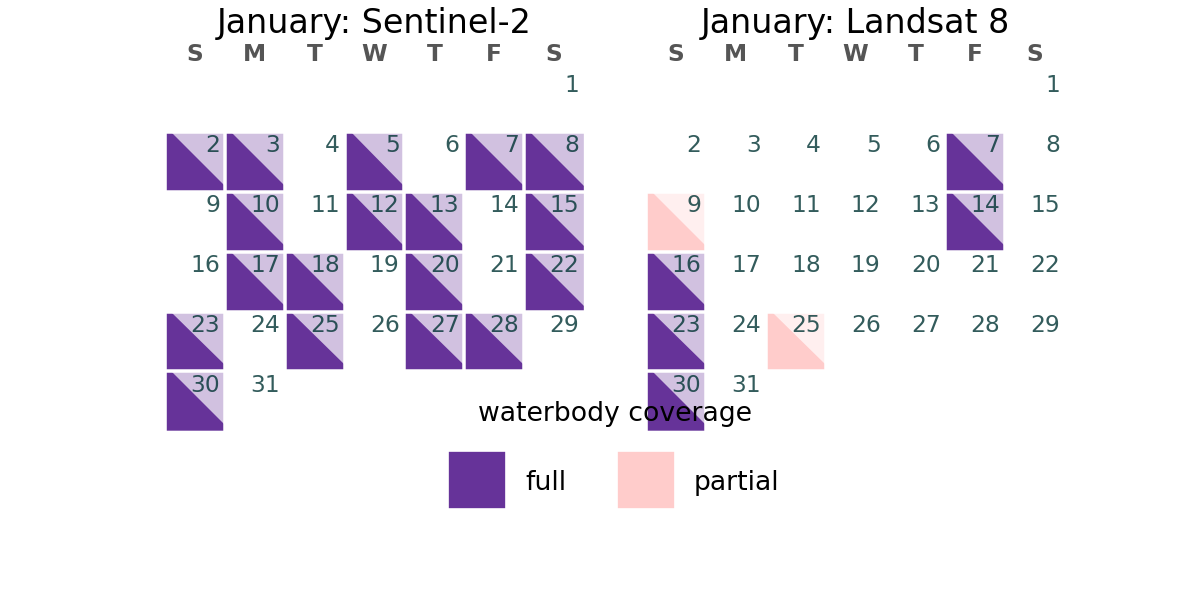 January: Sentinel-2
S M T W T F S
1
2 3 4 5 6 7 8
9 10 11 12 13 14 15
16 17 18 19 20 21 22
23 24 25 26 27 28 29
30 31
January: Landsat 8
S M T W T F S
1
2 3 4 5 6 7 8
9 10 11 12 13 14 15
16 17 18 19 20 21 22
23 24 25 26 27 28 29
30 31
waterbody coverage
full
partial